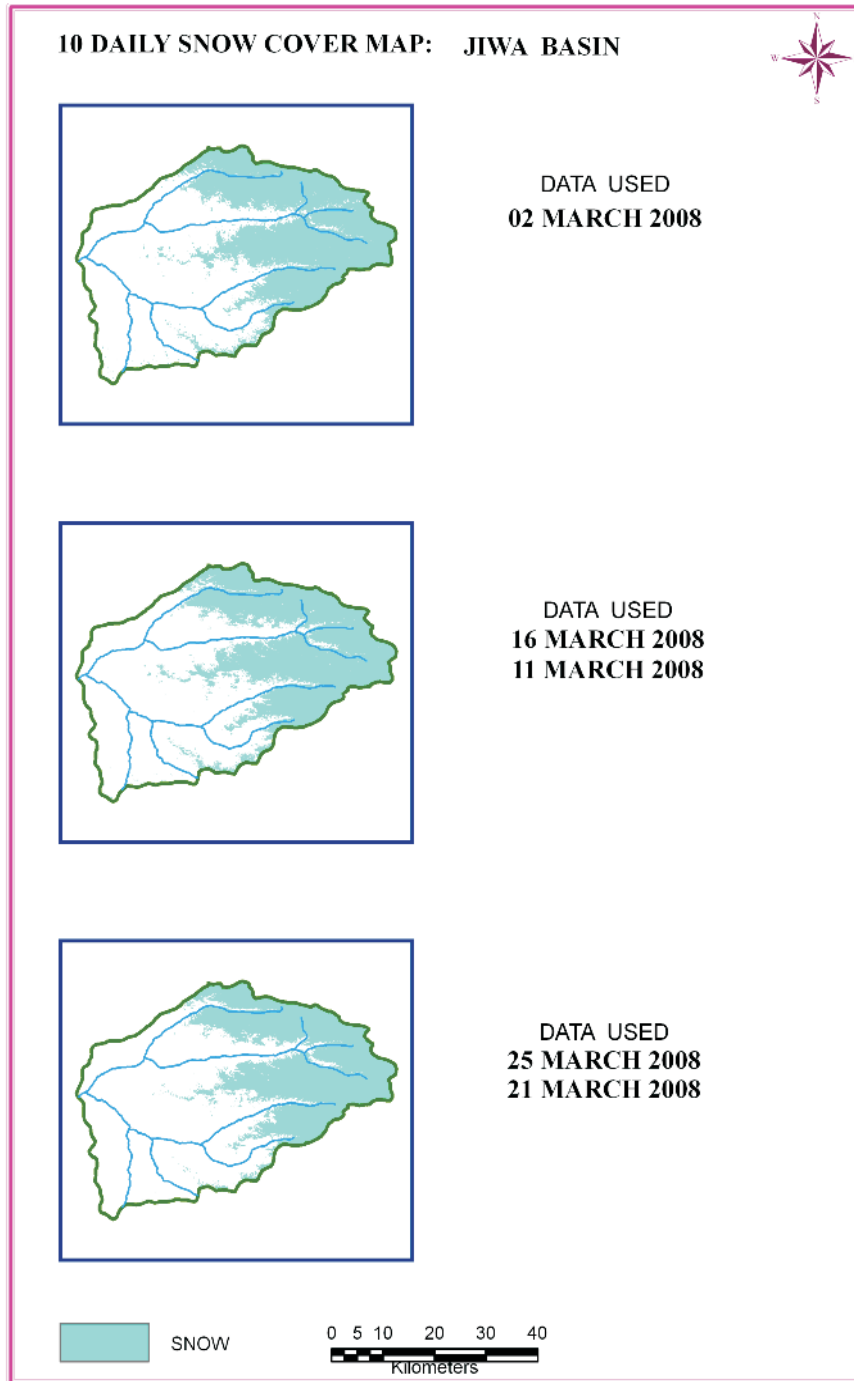 10 DAILY SNOW COVER MAP: JIWA BASIN
N
W
E
S
DATA USED
02 MARCH 2008
DATA USED
16 MARCH 2008
11 MARCH 2008
DATA USED
25 MARCH 2008
21 MARCH 2008
SNOW
0 5 10 20 30 40
Kilometers